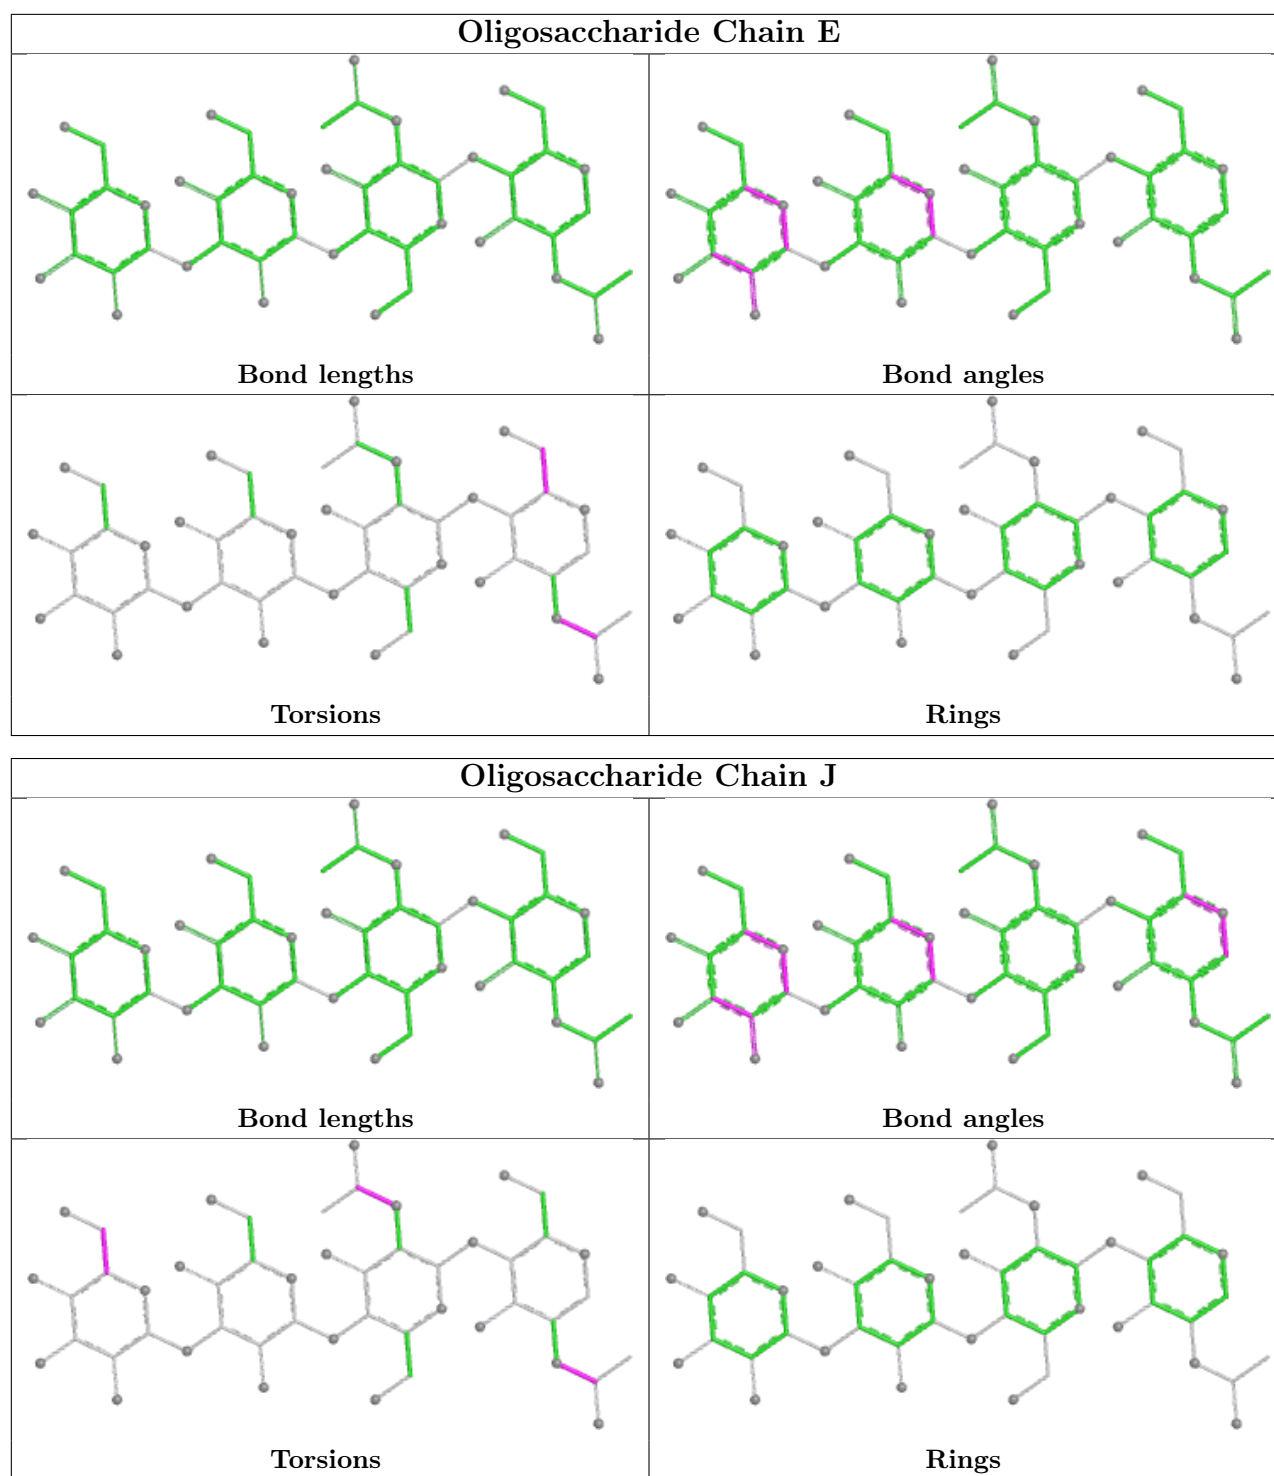 Oligosaccharide Chain E
Bond lengths
Bond angles
Torsions
Rings
Oligosaccharide Chain J
Bond lengths
Bond angles
Torsions
Rings